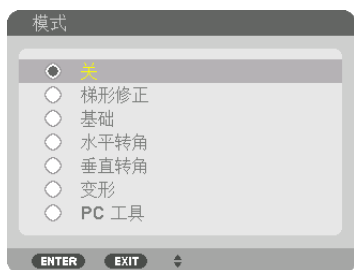 模式
关
梯形修正
基础
水平转角
垂直转角
变形
PC 工具
ENTER EXIT